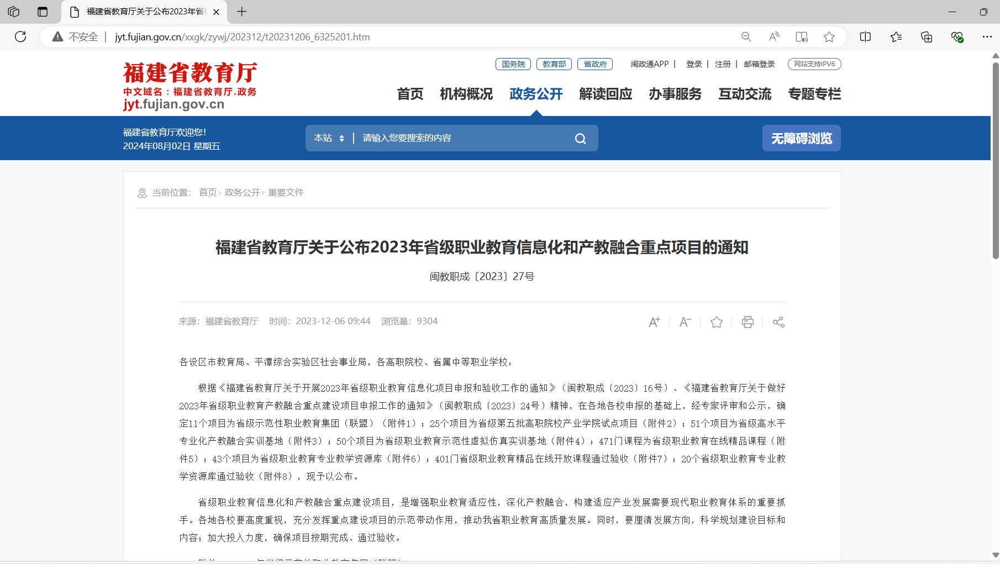 福建省教育厅关于公布2023年省
不安全
jyt.fujian.gov.cn/xxgk/zywj/202312/t20231206_6325201.htm
福建省教育厅
中文域名：福建省教育厅.政务
jyt.fujian.gov.cn
国务院 教育部 省政府 闽政通APP | 登录 | 注册 | 邮箱登录 网站支持IPV6
首页 机构概况 政务公开 解读回应 办事服务 互动交流 专题专栏
福建省教育厅欢迎您！
2024年08月02日 星期五
本站 请输入您要搜索的内容
无障碍浏览
当前位置： 首页> 政务公开> 重要文件
福建省教育厅关于公布2023年省级职业教育信息化和产教融合重点项目的通知
闽教职成〔2023〕27号
来源：福建省教育厅 时间：2023-12-06 09:44 浏览量：9304
各设区市教育局、平潭综合实验区社会事业局，各高职院校、省属中等职业学校：
根据《福建省教育厅关于开展2023年省级职业教育信息化项目申报和验收工作的通知》（闽教职成〔2023〕16号）、《福建省教育厅关于做好
2023年省级职业教育产教融合重点建设项目申报工作的通知》（闽教职成〔2023〕24号）精神，在各地各校申报的基础上，经专家评审和公示，确
定11个项目为省级示范性职业教育集团（联盟）（附件1）；25个项目为省级第五批高职院校产业学院试点项目（附件2）；51个项目为省级高水平
专业化产教融合实训基地（附件3）；50个项目为省级职业教育示范性虚拟仿真实训基地（附件4）；471门课程为省级职业教育在线精品课程（附
件5）；43个项目为省级职业教育专业教学资源库（附件6）；401门省级职业教育精品在线开放课程通过验收（附件7）；20个省级职业教育专业教
学资源库通过验收（附件8），现予以公布。
省级职业教育信息化和产教融合重点建设项目，是增强职业教育适应性，深化产教融合，构建适应产业发展需要现代职业教育体系的重要抓
手。各地各校要高度重视，充分发挥重点建设项目的示范带动作用，推动我省职业教育高质量发展。同时，要厘清发展方向，科学规划建设目标和
内容；加大投入力度，确保项目按期完成、通过验收。